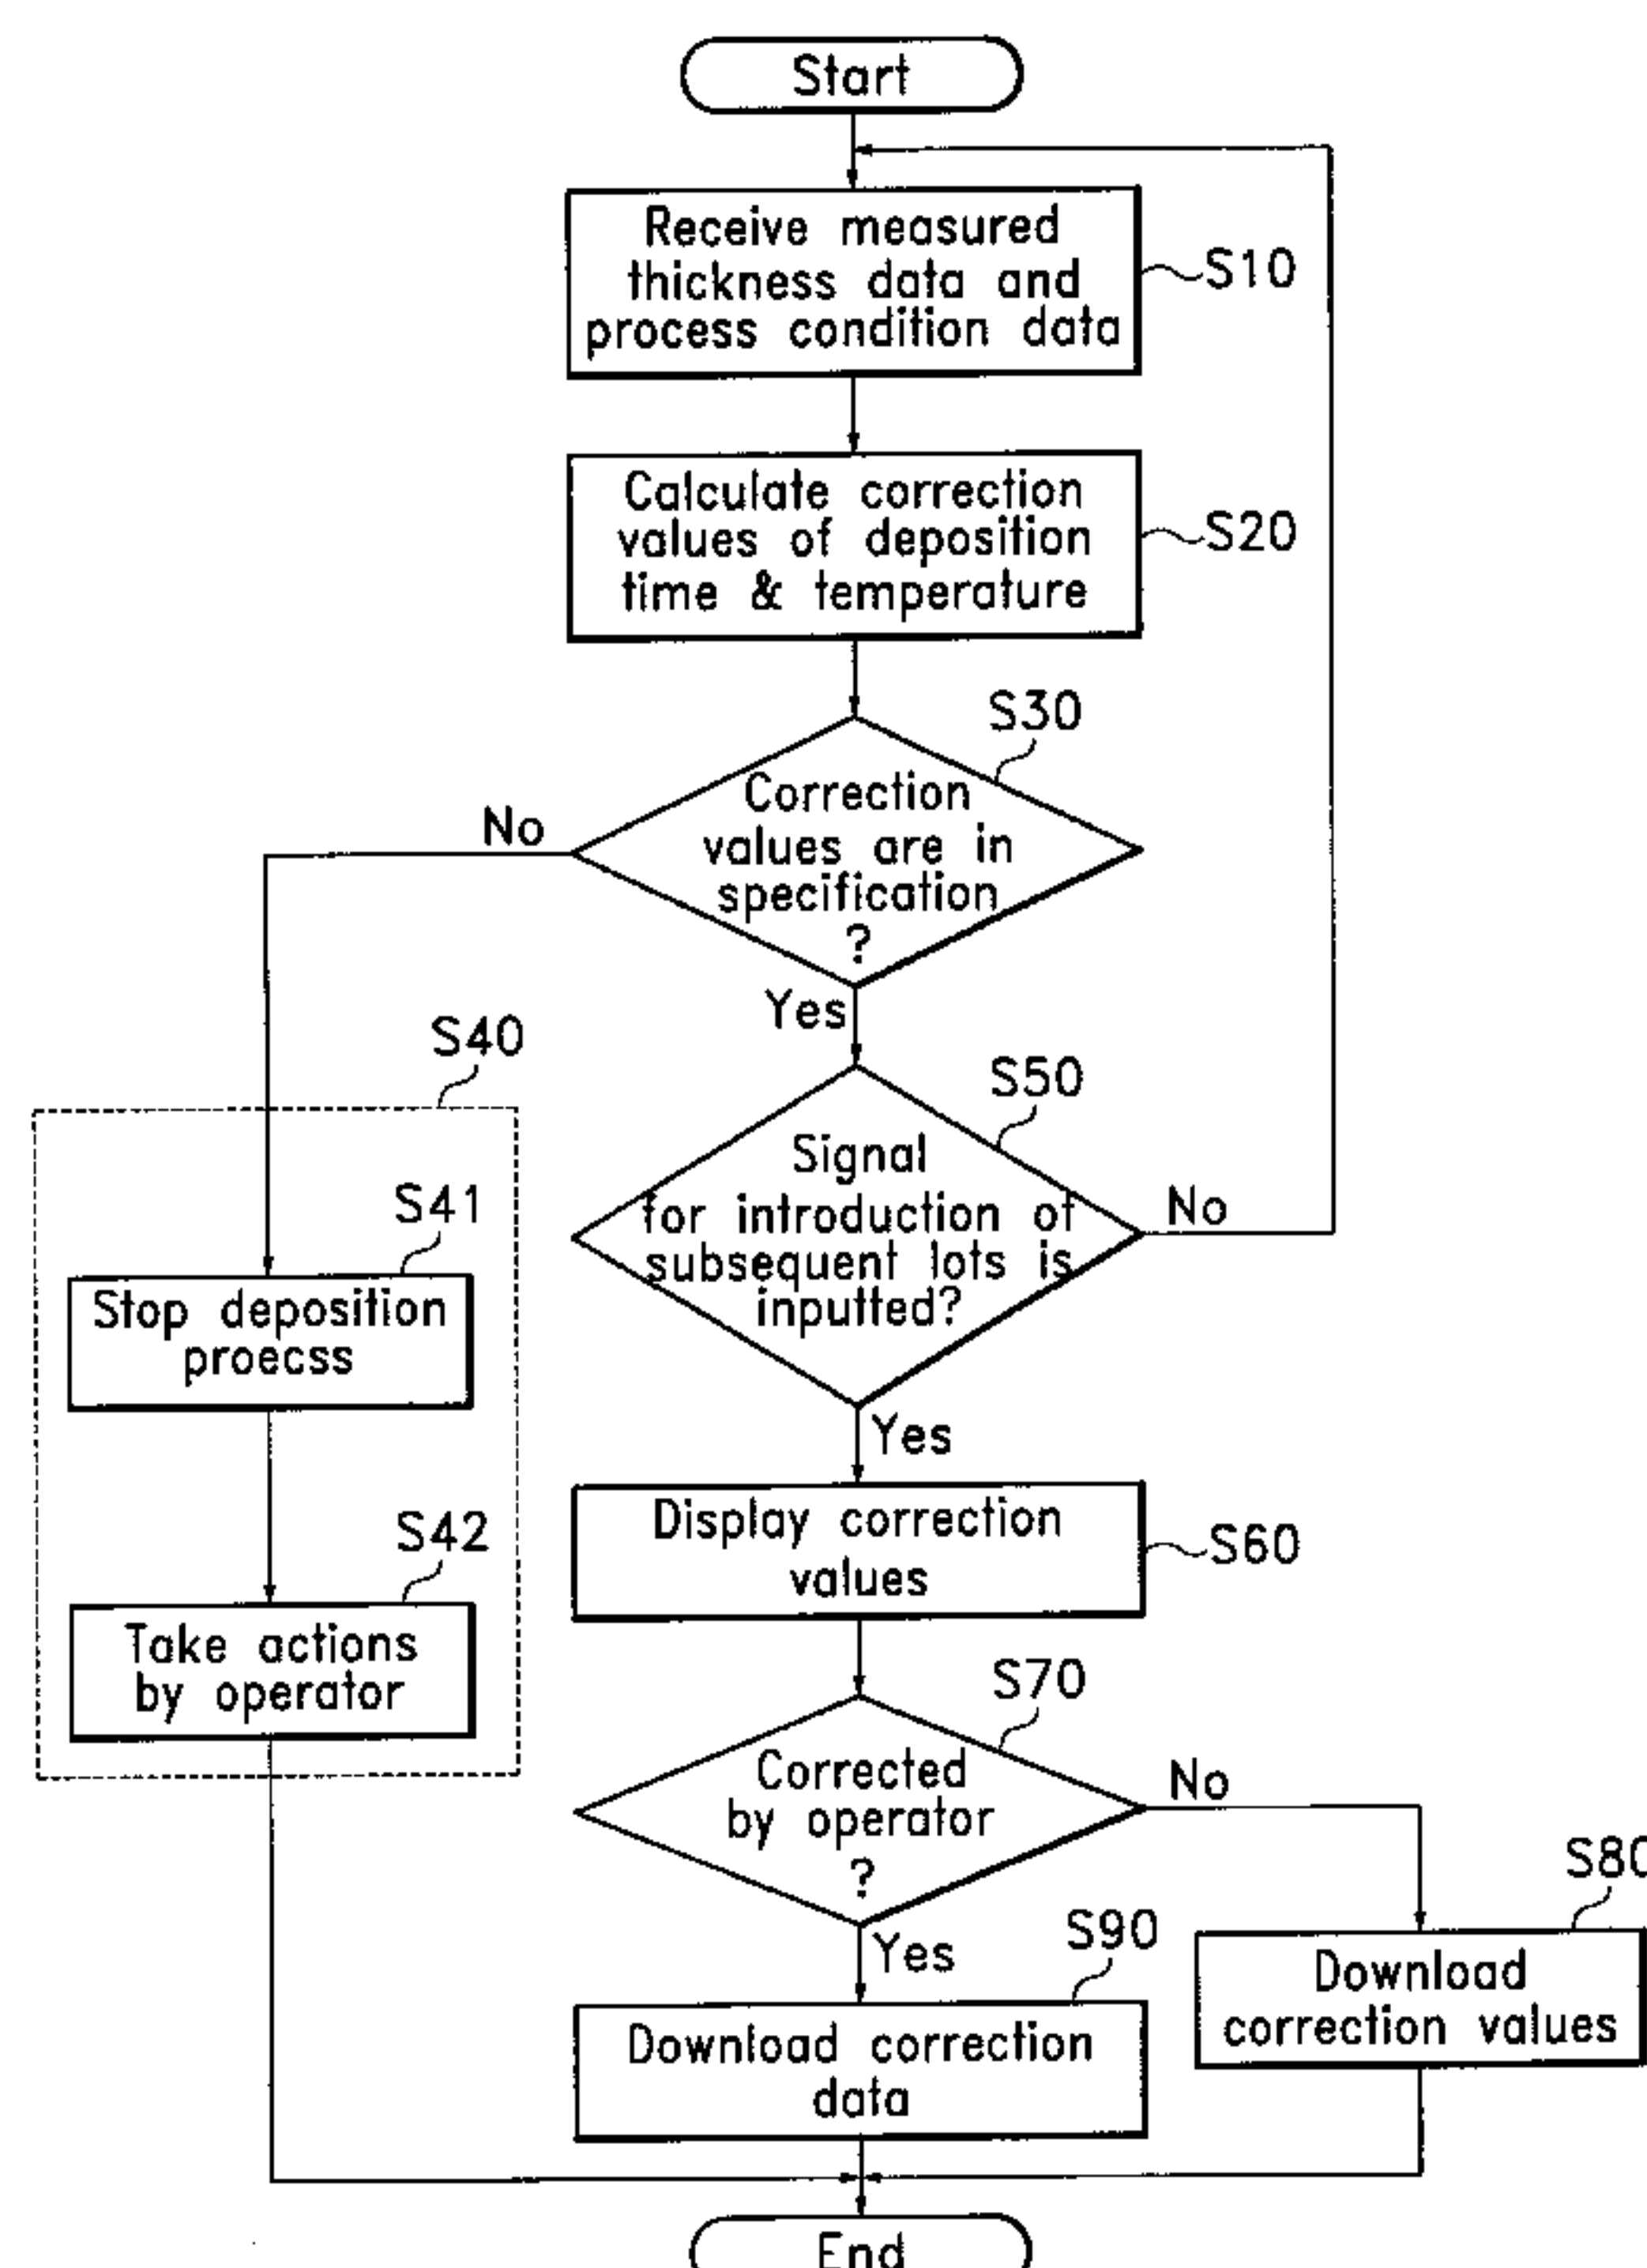 Start
Receive measured
thickness data and
process condition data
S10
Calculate correction
values of deposition
time & temperature
S20
S30
Correction
values are in
specification
?
No
Yes
S40
S50
Signal
for introduction of
subsequent lots is
inputted?
No
Yes
S41
Stop deposition
proecss
S42
Take actions
by operator
Display correction
values
S60
S70
Corrected
by operator
?
No
Yes
S80
Download
correction values
S90
Download correction
data
End